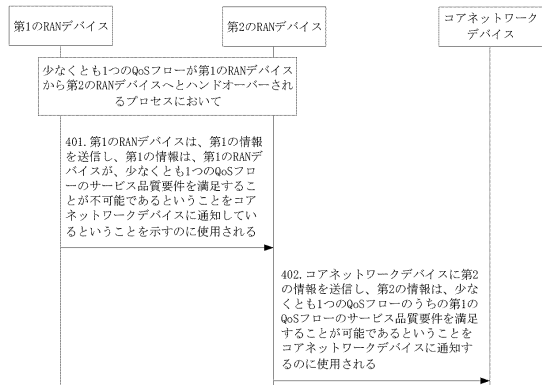 第1のRANデバイス
第2のRANデバイス
コアネットワーク
デバイス
少なくとも1つのQoSフローが第1のRANデバイス
から第2のRANデバイスへとハンドオーバーされ
るプロセスにおいて
401. 第1のRANデバイスは、第1の情報
を送信し、第1の情報は、第1のRANデ
バイスが、少なくとも1つのQoSフロ
ーのサービス品質要件を満足するこ
とが不可能であるということをコア
ネットワークデバイスに通知してい
るということを示すのに使用される
402. コアネットワークデバイスに第2
の情報を送信し、第2の情報は、少な
くとも1つのQoSフローのうちの第1の
QoSフローのサービス品質要件を満足
することが可能であるということを
コアネットワークデバイスに通知す
るのに使用される